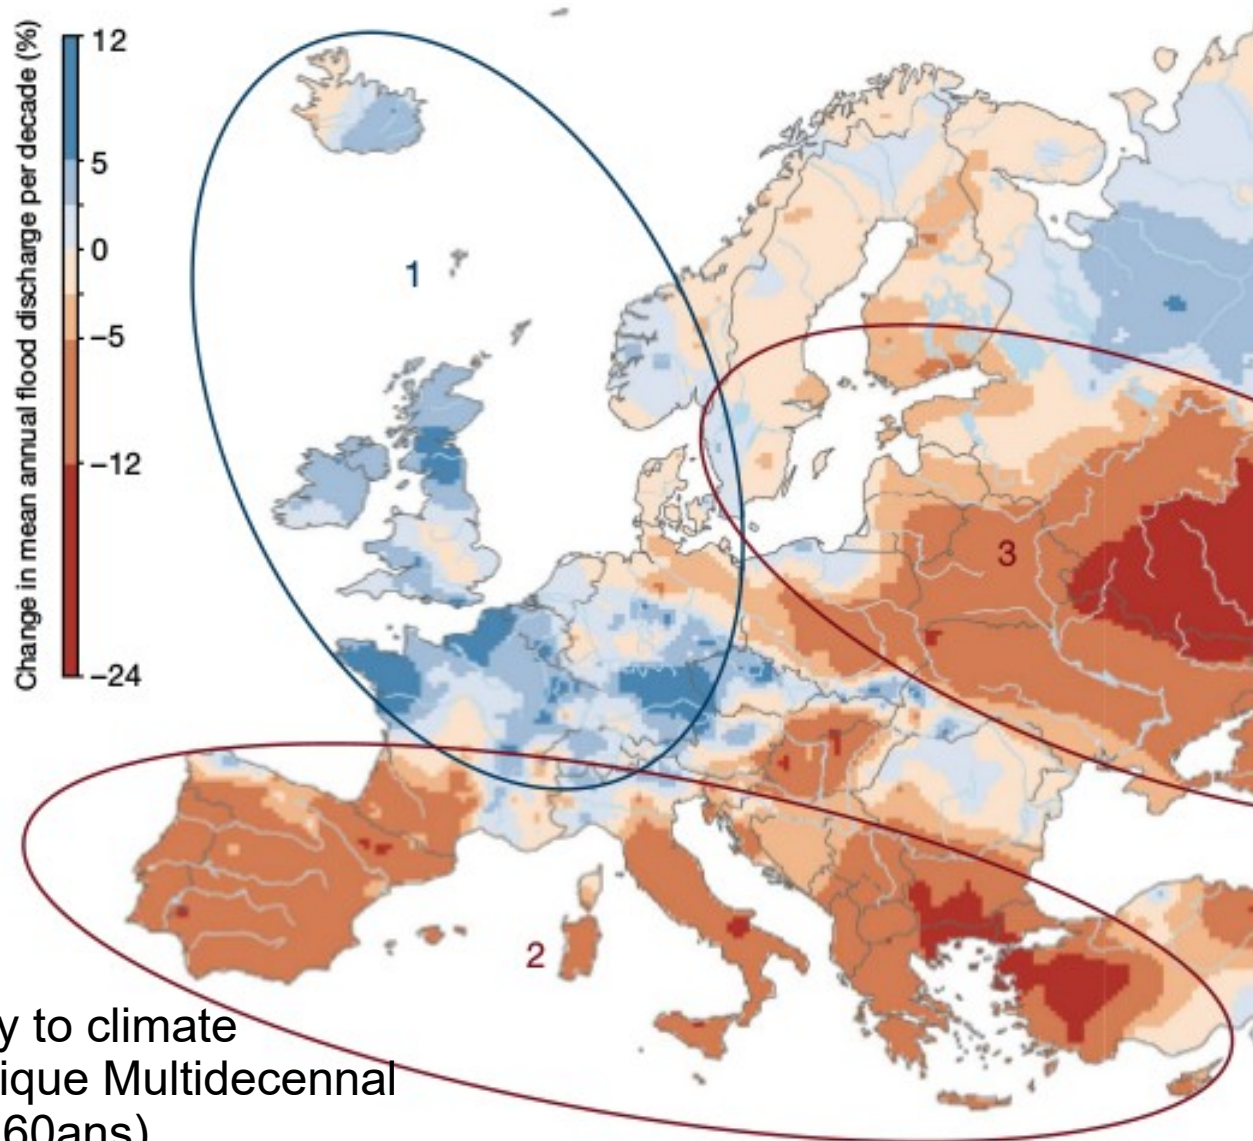 Change in mean annual flood discharge per decade (%)
12
5
0
−5
−12
−24
1
2
3
y to climate
ique Multidecennal
60ans)